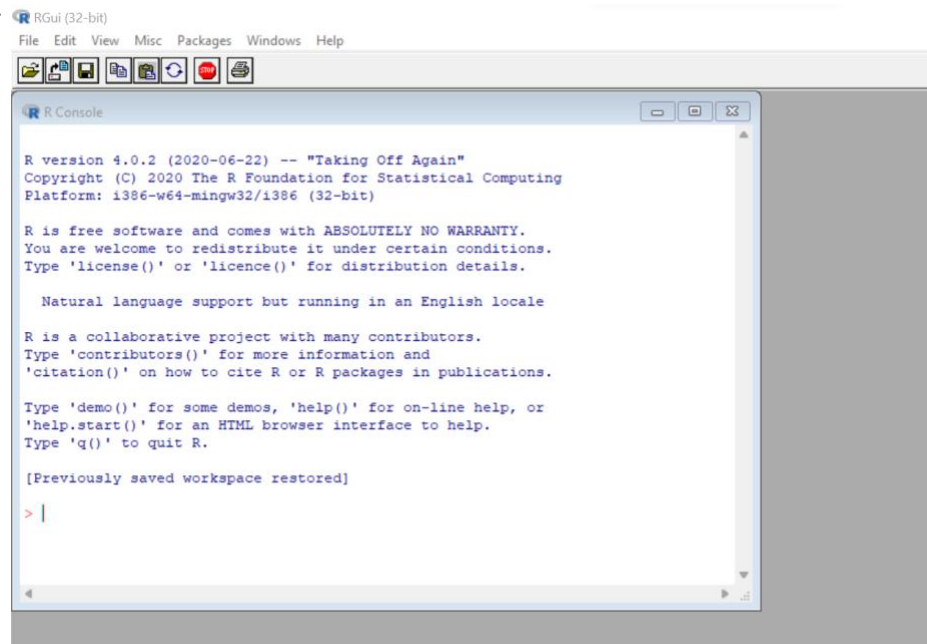 RGui (32-bit)
File Edit View Misc Packages Windows Help
STOP
R Console
R version 4.0.2 (2020-06-22) -- "Taking Off Again"
Copyright (C) 2020 The R Foundation for Statistical Computing
Platform: i386-w64-mingw32/i386 (32-bit)
R is free software and comes with ABSOLUTELY NO WARRANTY.
You are welcome to redistribute it under certain conditions.
Type 'license()' or 'licence()' for distribution details.
Natural language support but running in an English locale
R is a collaborative project with many contributors.
Type 'contributors()' for more information and
'citation()' on how to cite R or R packages in publications.
Type 'demo()' for some demos, 'help()' for on-line help, or
'help.start()' for an HTML browser interface to help.
Type 'q()' to quit R.
[Previously saved workspace restored]
>